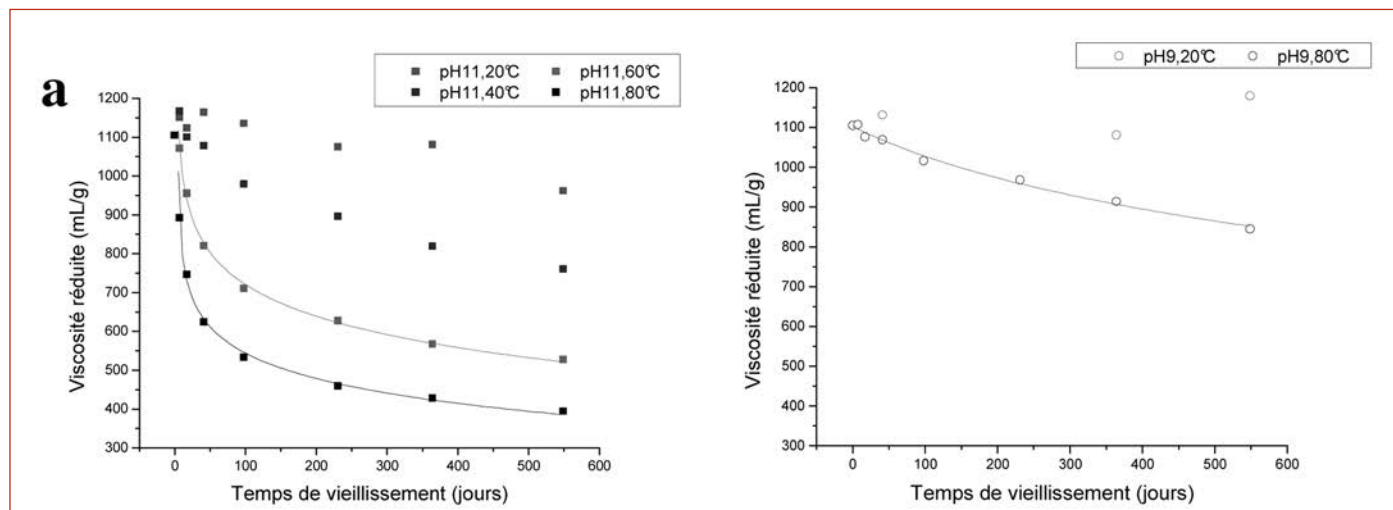 a
pH11,20°C pH11,60°C
pH11,40°C pH11,80°C
1200
1100
1000
900
800
700
600
500
400
300
Viscosité réduite (mL/g)
0 100 200 300 400 500 600
Temps de vieillissement (jours)
pH9,20°C pH9,80°C
1200
1100
1000
900
800
700
600
500
400
300
Viscosité réduite (mL/g)
0 100 200 300 400 500 600
Temps de vieillissement (jours)